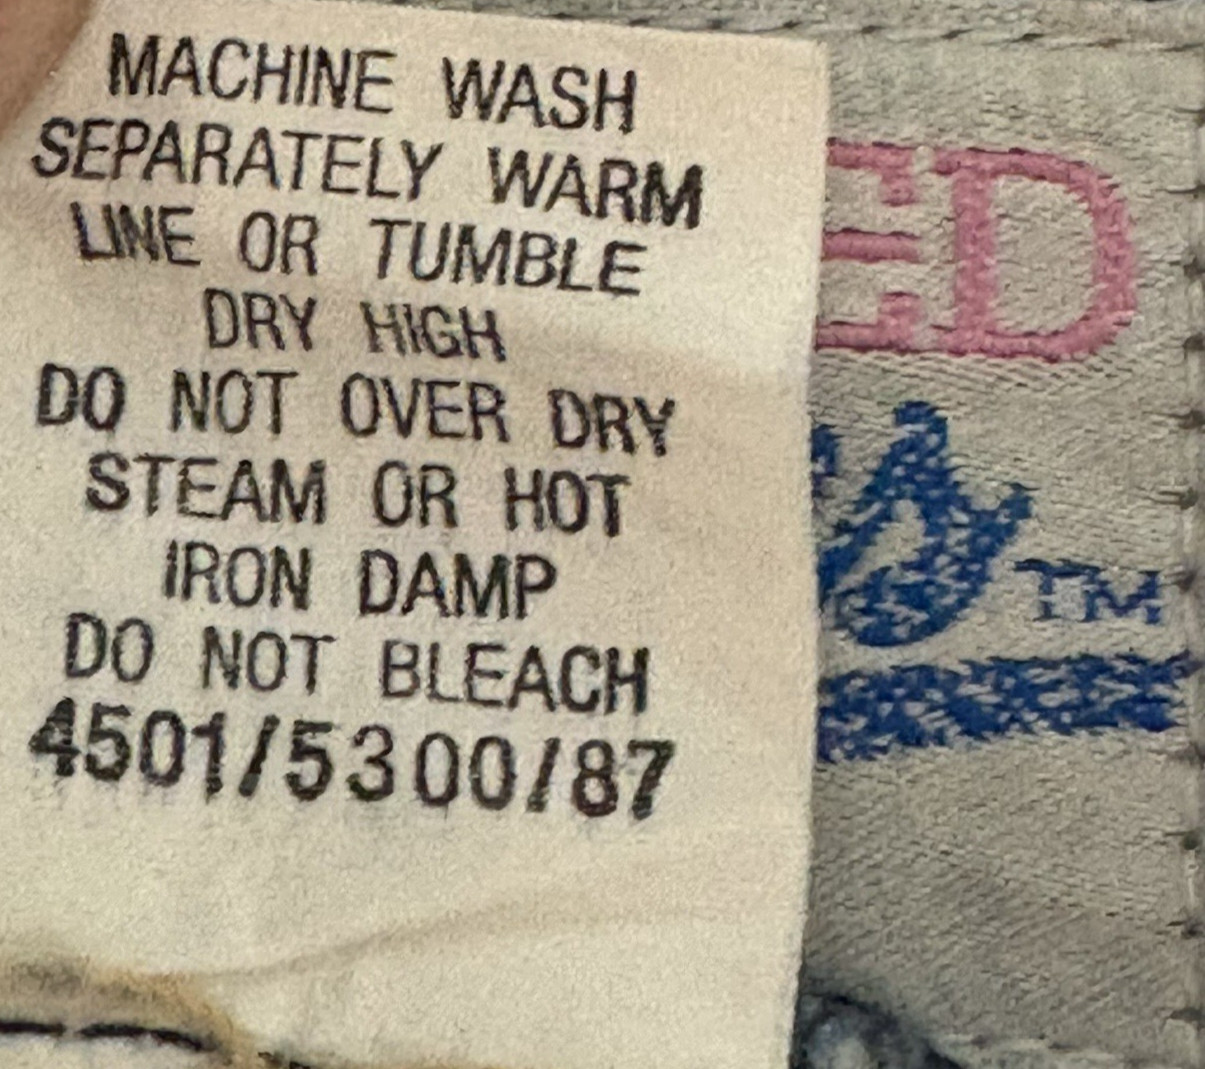 MACHINE WASH
SEPARATELY WARM
LINE OR TUMBLE
DRY HIGH
DO NOT OVER DRY
STEAM OR HOT
IRON DAMP
DO NOT BLEACH
4501/5300/87
ED
TM